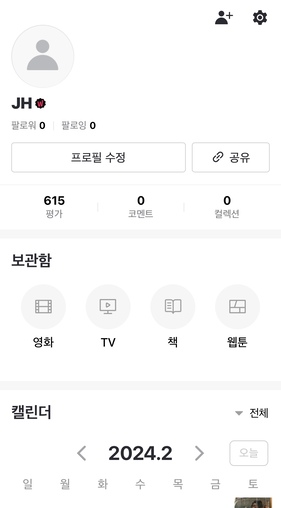 JH
팔로워 0 팔로잉 0
프로필 수정 공유
615 0 0
평가 코멘트 컬렉션
보관함
영화 TV 책 웹툰
캘린더 전체
2024.2 오늘
일 월 화 수 목 금 토